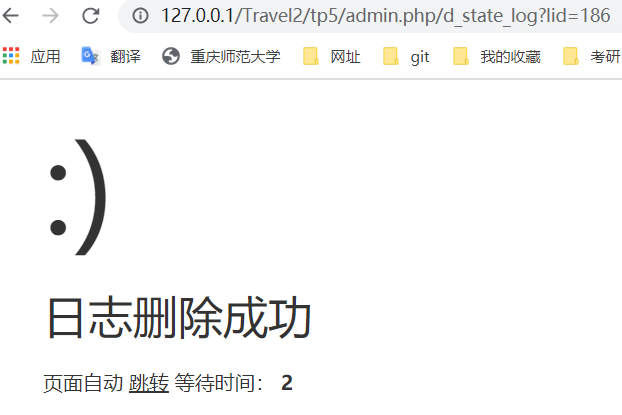 127.0.0.1/Travel2/tp5/admin.php/d_state_log?lid=186
应用 翻译 重庆师范大学 网址 git 我的收藏 考研
:)
日志删除成功
页面自动 跳转 等待时间： 2